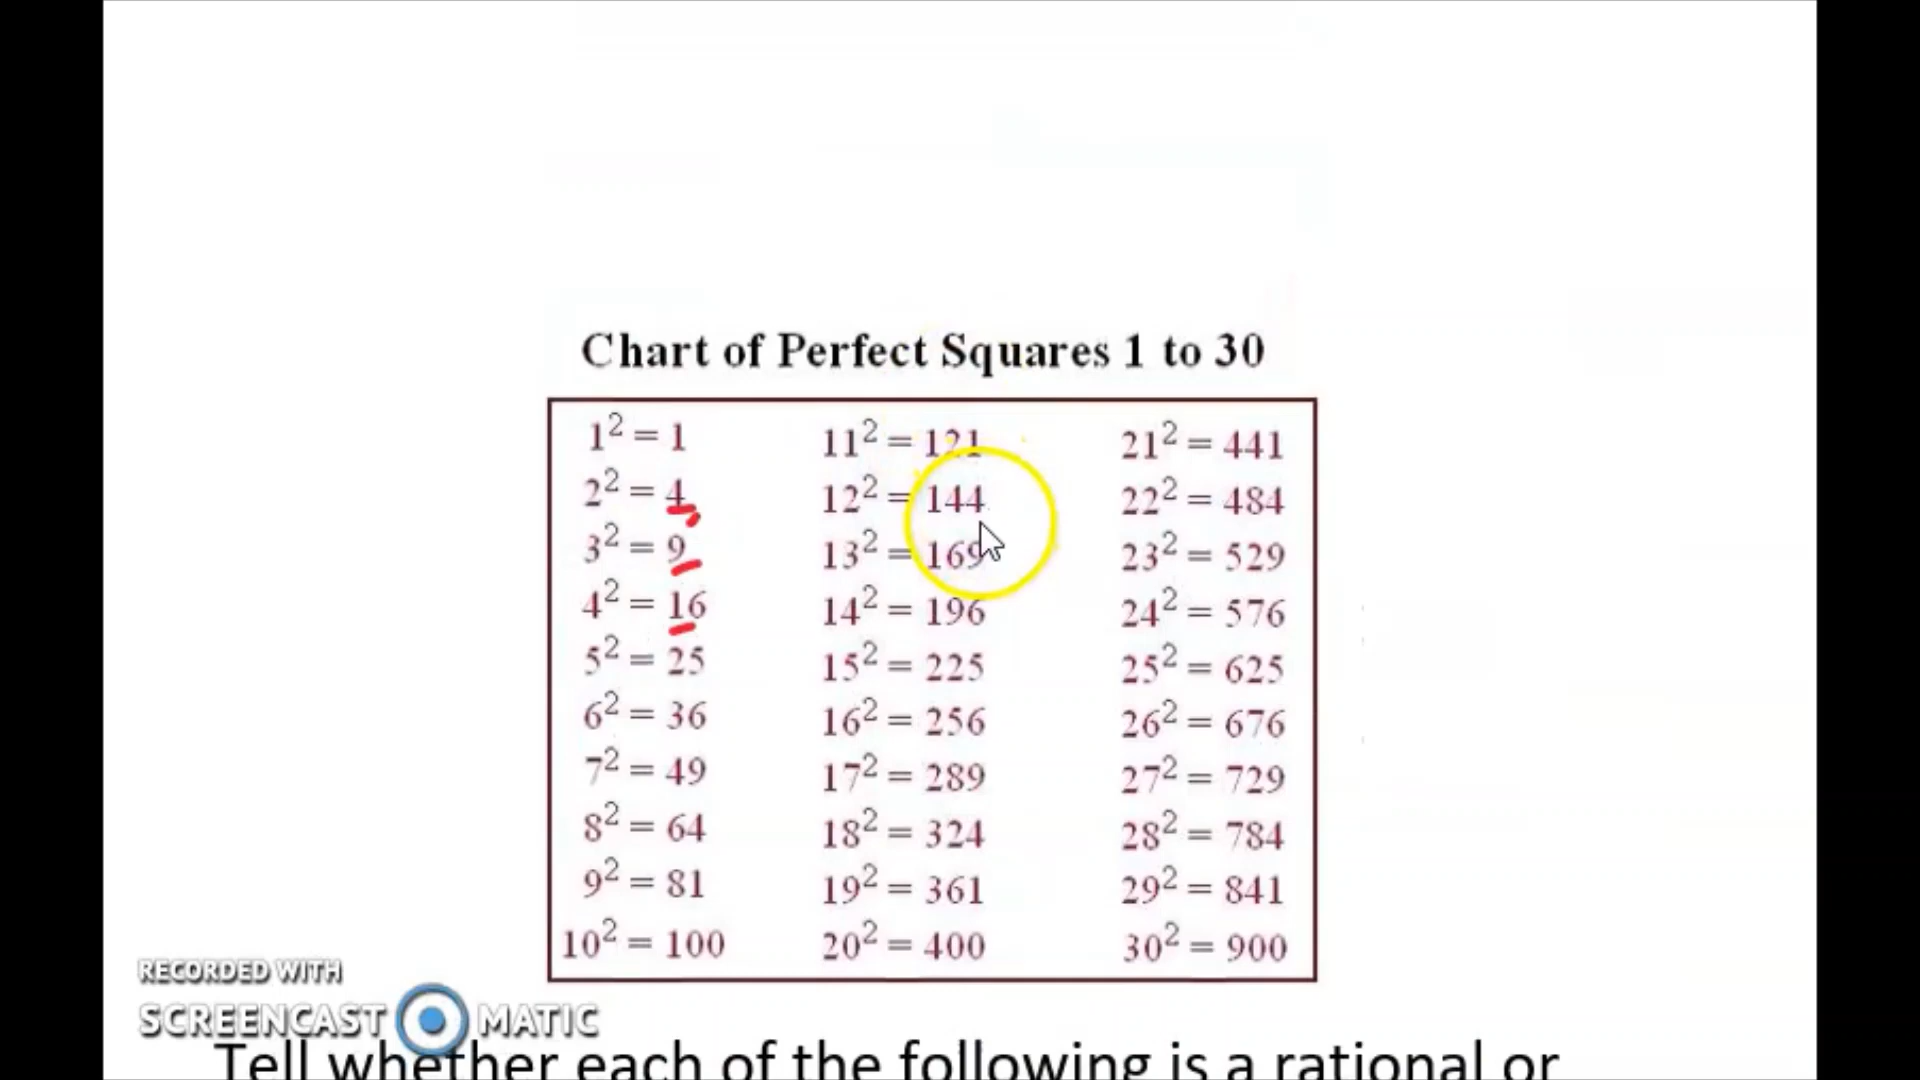 Chart of Perfect Squares 1 to 30
1² = 1
2² = 4
3² = 9
4² = 16
5² = 25
6² = 36
7² = 49
8² = 64
9² = 81
10² = 100
11² = 121
12² = 144
13² = 169
14² = 196
15² = 225
16² = 256
17² = 289
18² = 324
19² = 361
20² = 400
21² = 441
22² = 484
23² = 529
24² = 576
25² = 625
26² = 676
27² = 729
28² = 784
29² = 841
30² = 900
RECORDED WITH
SCREENCAST MATIC
Tell whether each of the following is a rational or